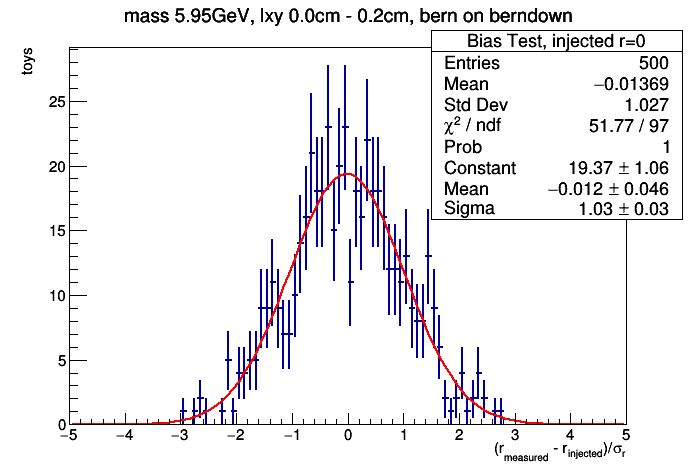 mass 5.95GeV, lxy 0.0cm - 0.2cm, bern on berndown
Bias Test, injected r=0
Entries 500
Mean −0.01369
Std Dev 1.027
χ² / ndf 51.77 / 97
Prob 1
Constant 19.37 ± 1.06
Mean −0.012 ± 0.046
Sigma 1.03 ± 0.03
toys
25
20
15
10
5
0
−5 −4 −3 −2 −1 0 1 2 3 4 5
(r_measured - r_injected)/σ_r